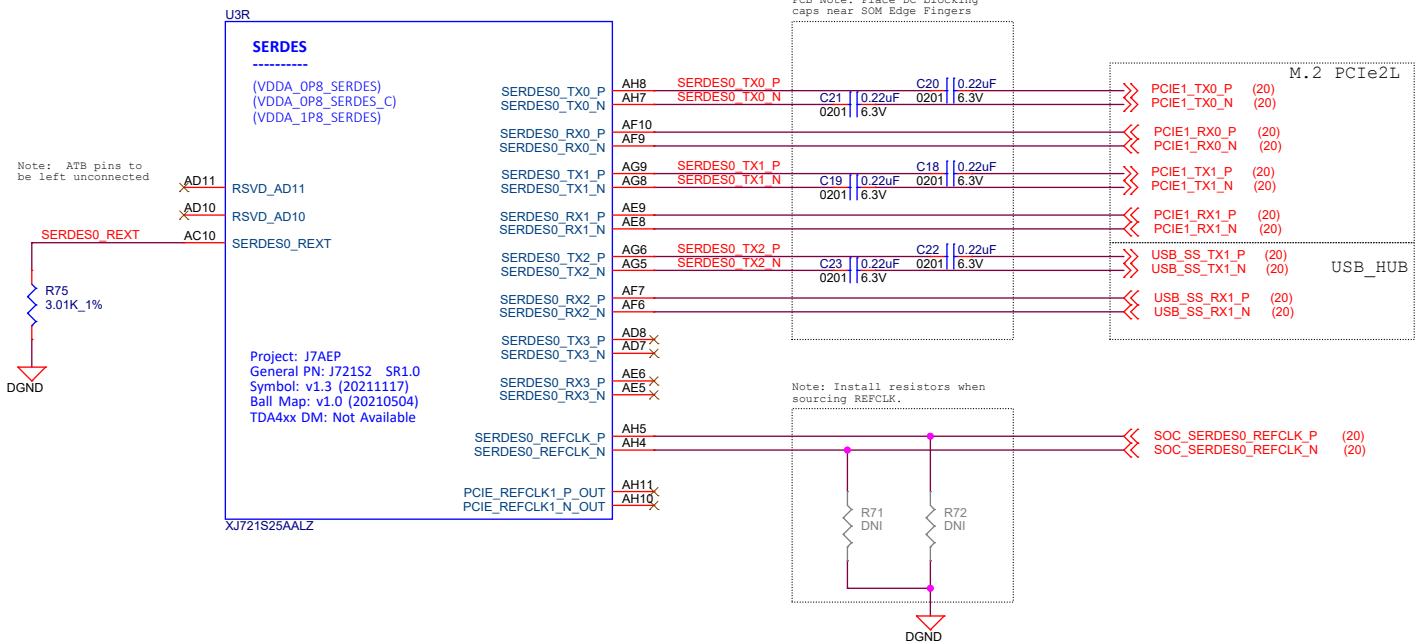 U3R
PCB Note: Place DC Blocking
caps near SOM Edge Fingers
SERDES
----------
(VDDA_0P8_SERDES)
(VDDA_0P8_SERDES_C)
(VDDA_1P8_SERDES)
M.2 PCIe2L
SERDES0_TX0_P AH8 SERDES0_TX0_P C20 0.22uF 0201 6.3V PCIE1_TX0_P (20)
SERDES0_TX0_N AH7 SERDES0_TX0_N C21 0.22uF 0201 6.3V PCIE1_TX0_N (20)
SERDES0_RX0_P AF10 PCIE1_RX0_P (20)
SERDES0_RX0_N AF9 PCIE1_RX0_N (20)
Note: ATB pins to
be left unconnected
SERDES0_TX1_P AG9 SERDES0_TX1_P C18 0.22uF 0201 6.3V PCIE1_TX1_P (20)
SERDES0_TX1_N AG8 SERDES0_TX1_N C19 0.22uF 0201 6.3V PCIE1_TX1_N (20)
AD11 RSVD_AD11
AD10 RSVD_AD10
SERDES0_REXT AC10 SERDES0_REXT
SERDES0_RX1_P AE9 PCIE1_RX1_P (20)
SERDES0_RX1_N AE8 PCIE1_RX1_N (20)
SERDES0_TX2_P AG6 SERDES0_TX2_P C22 0.22uF 0201 6.3V USB_SS_TX1_P (20)
SERDES0_TX2_N AG5 SERDES0_TX2_N C23 0.22uF 0201 6.3V USB_SS_TX1_N (20)
USB_HUB
SERDES0_RX2_P AF7 USB_SS_RX1_P (20)
SERDES0_RX2_N AF6 USB_SS_RX1_N (20)
R75
3.01K_1%
DGND
SERDES0_TX3_P AD8
SERDES0_TX3_N AD7
SERDES0_RX3_P AE6
SERDES0_RX3_N AE5
Project: J7AEP
General PN: J721S2 SR1.0
Symbol: v1.3 (20211117)
Ball Map: v1.0 (20210504)
TDA4xx DM: Not Available
Note: Install resistors when
sourcing REFCLK.
SERDES0_REFCLK_P AH5 SOC_SERDES0_REFCLK_P (20)
SERDES0_REFCLK_N AH4 SOC_SERDES0_REFCLK_N (20)
PCIE_REFCLK1_P_OUT AH11
PCIE_REFCLK1_N_OUT AH10
XJ721S25AALZ
R71
DNI
R72
DNI
DGND